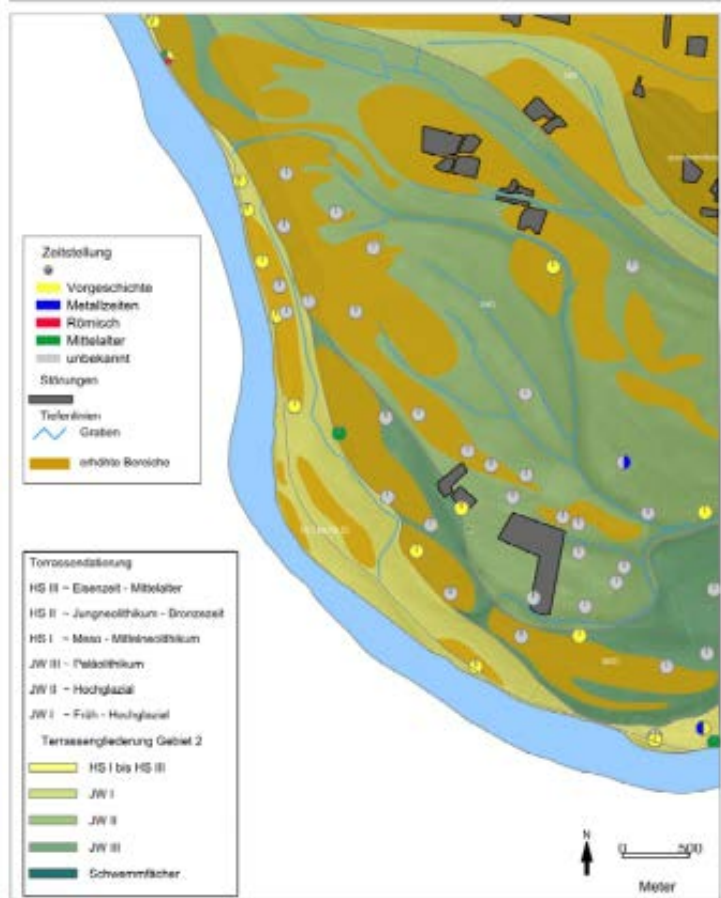 Zeitstellung
Vorgeschichte
Metallzeiten
Römisch
Mittelalter
unbekannt
Störungen
Tiefenlinien
Graben
erhöhte Bereiche
Terrassendatierung
HS III - Eisenzeit - Mittelalter
HS II - Jungneolithikum - Bronzezeit
HS I - Meso - Mittelneolithikum
JW III - Paläolithikum
JW II - Hochglazial
JW I - Früh - Hochglazial
Terrassengliederung Gebiet 2
HS I bis HS III
JW I
JW II
JW III
Schwemmfächer
N
0 500
Meter